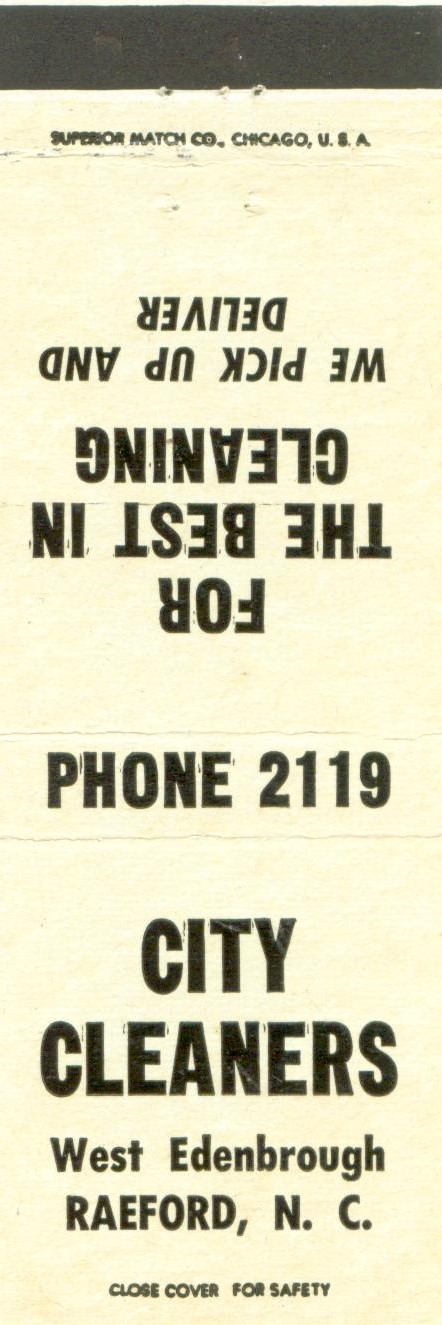 SUPERIOR MATCH CO., CHICAGO, U. S. A.
FOR
THE BEST IN
CLEANING
WE PICK UP AND
DELIVER
PHONE 2119
CITY
CLEANERS
West Edenbrough
RAEFORD, N. C.
CLOSE COVER FOR SAFETY